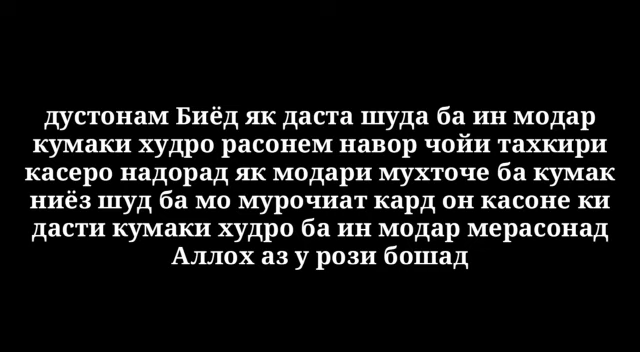 дустонам Биёд як даста шуда ба ин модар
кумаки худро расонем навор чойи тахкири
касеро надорад як модари мухточе ба кумак
ниёз шуд ба мо мурочиат кард он касоне ки
дасти кумаки худро ба ин модар мерасонад
Аллох аз у рози бошад